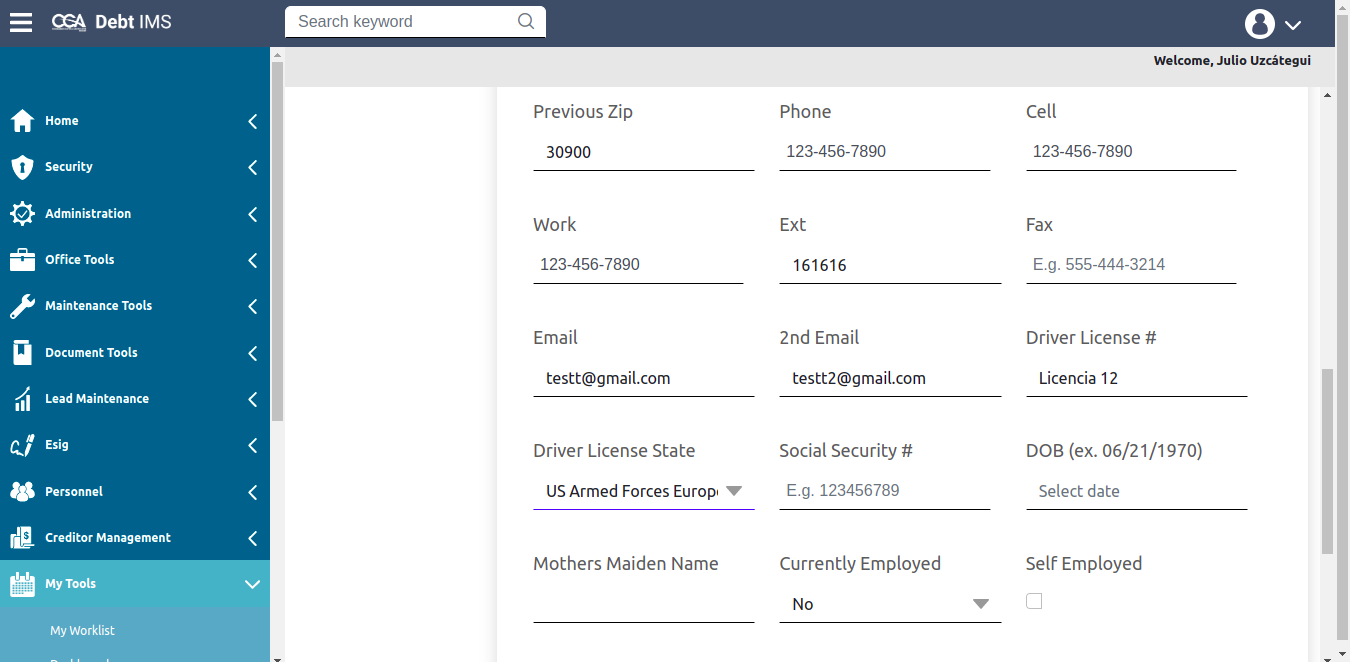 CGA Debt IMS
Search keyword
Welcome, Julio Uzcátegui
Home
Security
Administration
Office Tools
Maintenance Tools
Document Tools
Lead Maintenance
Esig
Personnel
Creditor Management
My Tools
My Worklist
Previous Zip Phone Cell
30900 123-456-7890 123-456-7890
Work Ext Fax
123-456-7890 161616 E.g. 555-444-3214
Email 2nd Email Driver License #
testt@gmail.com testt2@gmail.com Licencia 12
Driver License State Social Security # DOB (ex. 06/21/1970)
US Armed Forces Europe E.g. 123456789 Select date
Mothers Maiden Name Currently Employed Self Employed
No